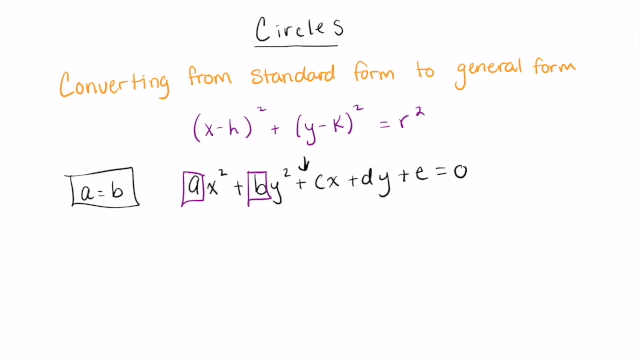 Circles
Converting from standard form to general form
(x-h)² + (y-k)² = r²
a = b
ax² + by² + cx + dy + e = 0